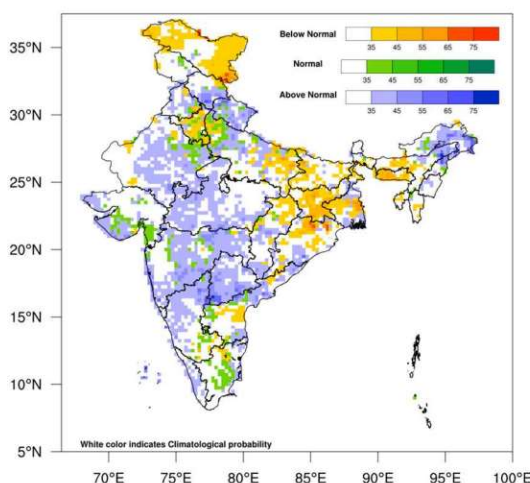 35°N
30°N
25°N
20°N
15°N
10°N
5°N
Below Normal
35 45 55 65 75
Normal
35 45 55 65 75
Above Normal
35 45 55 65 75
White color indicates Climatological probability
70°E 75°E 80°E 85°E 90°E 95°E 100°E